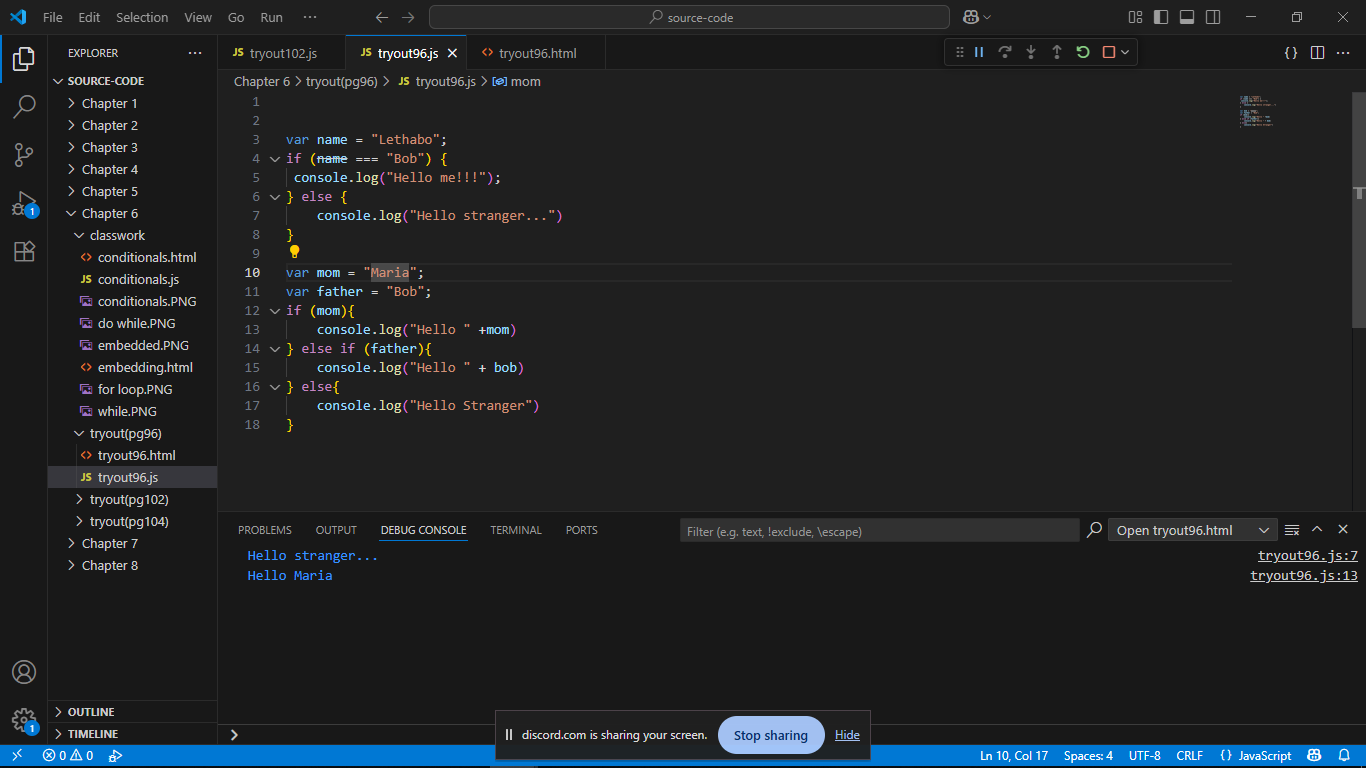 File Edit Selection View Go Run ··· source-code
EXPLORER ···
SOURCE-CODE
Chapter 1
Chapter 2
Chapter 3
Chapter 4
Chapter 5
Chapter 6
classwork
conditionals.html
JS conditionals.js
conditionals.PNG
do while.PNG
embedded.PNG
embedding.html
for loop.PNG
while.PNG
tryout(pg96)
tryout96.html
JS tryout96.js
tryout(pg102)
tryout(pg104)
Chapter 7
Chapter 8
OUTLINE
TIMELINE
1
1
JS tryout102.js JS tryout96.js tryout96.html
Chapter 6 > tryout(pg96) > JS tryout96.js > mom
1
2
3 var name = "Lethabo";
4 if (name === "Bob") {
5 console.log("Hello me!!!");
6 } else {
7 console.log("Hello stranger...")
8 }
9
10 var mom = "Maria";
11 var father = "Bob";
12 if (mom){
13 console.log("Hello " +mom)
14 } else if (father){
15 console.log("Hello " + bob)
16 } else{
17 console.log("Hello Stranger")
18 }
PROBLEMS OUTPUT DEBUG CONSOLE TERMINAL PORTS Filter (e.g. text, !exclude, \escape) Open tryout96.html
Hello stranger... tryout96.js:7
Hello Maria tryout96.js:13
discord.com is sharing your screen. Stop sharing Hide
0 0 Ln 10, Col 17 Spaces: 4 UTF-8 CRLF {} JavaScript